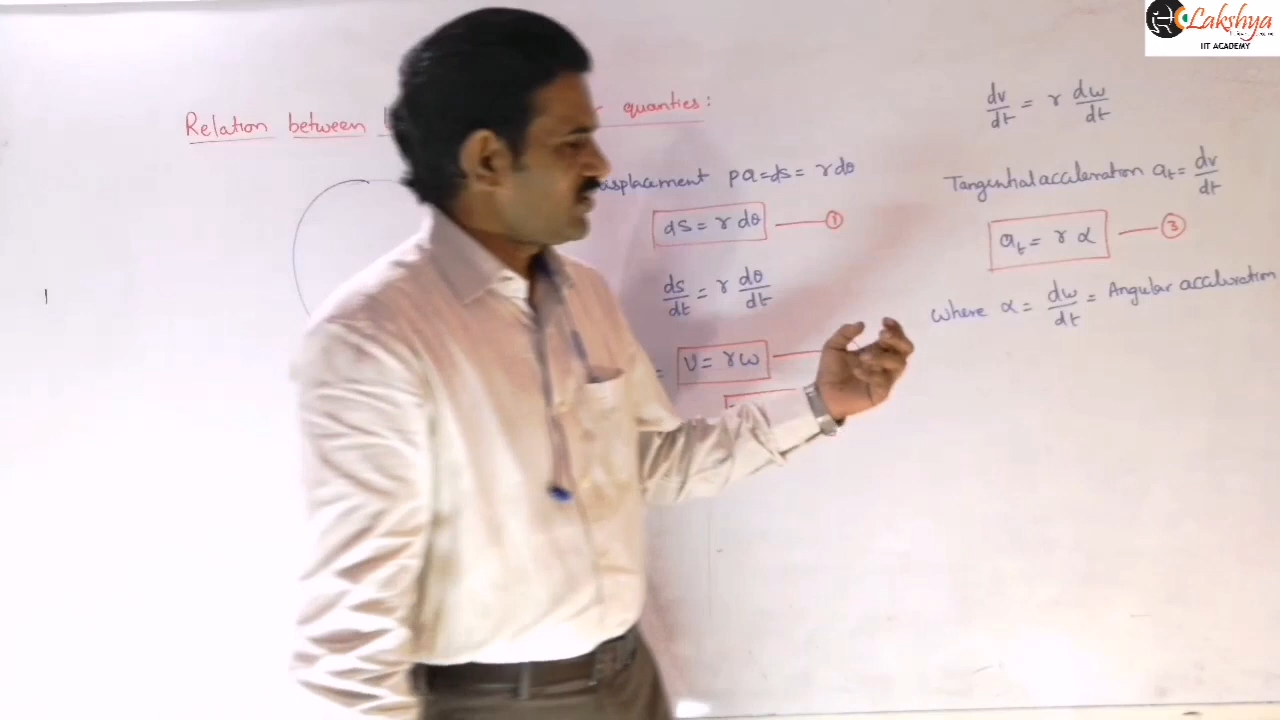 Relation between quanties:
displacement PQ = ds = r dθ
ds = r dθ ①
ds/dt = r dθ/dt
= v = rω
dv/dt = r dω/dt
Tangential acceleration aₜ = dv/dt
aₜ = r α ③
where α = dω/dt = Angular acceleration
Lakshya
IIT ACADEMY